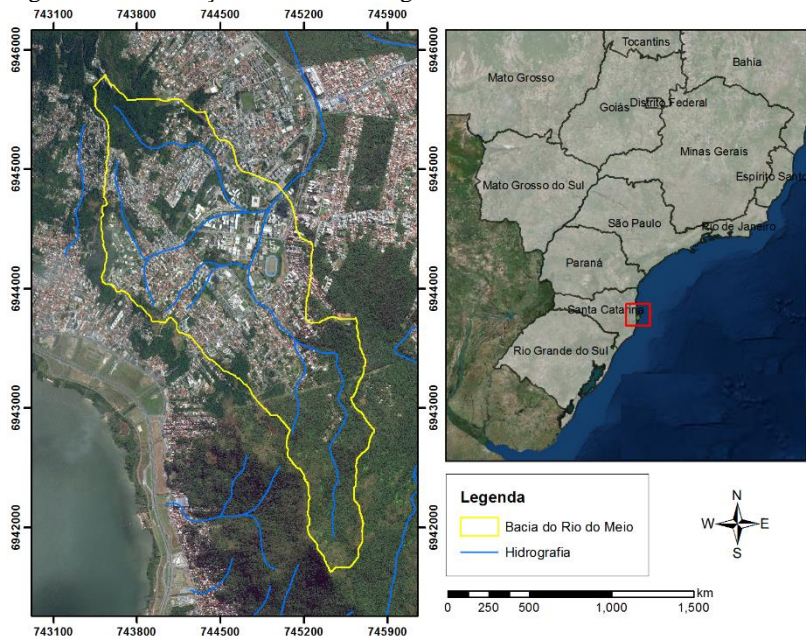 743100 743800 744500 745200 745900
6946000
6945000
6944000
6943000
6942000
743100 743800 744500 745200 745900
6946000
6945000
6944000
6943000
6942000
Tocantins
Mato Grosso
Bahia
Goiás
Distrito Federal
Minas Gerais
Mato Grosso do Sul
Espírito Santo
São Paulo
Rio de Janeiro
Paraná
Santa Catarina
Rio Grande do Sul
Legenda
Bacia do Rio do Meio
Hidrografia
N
W E
S
km
0 250 500 1,000 1,500